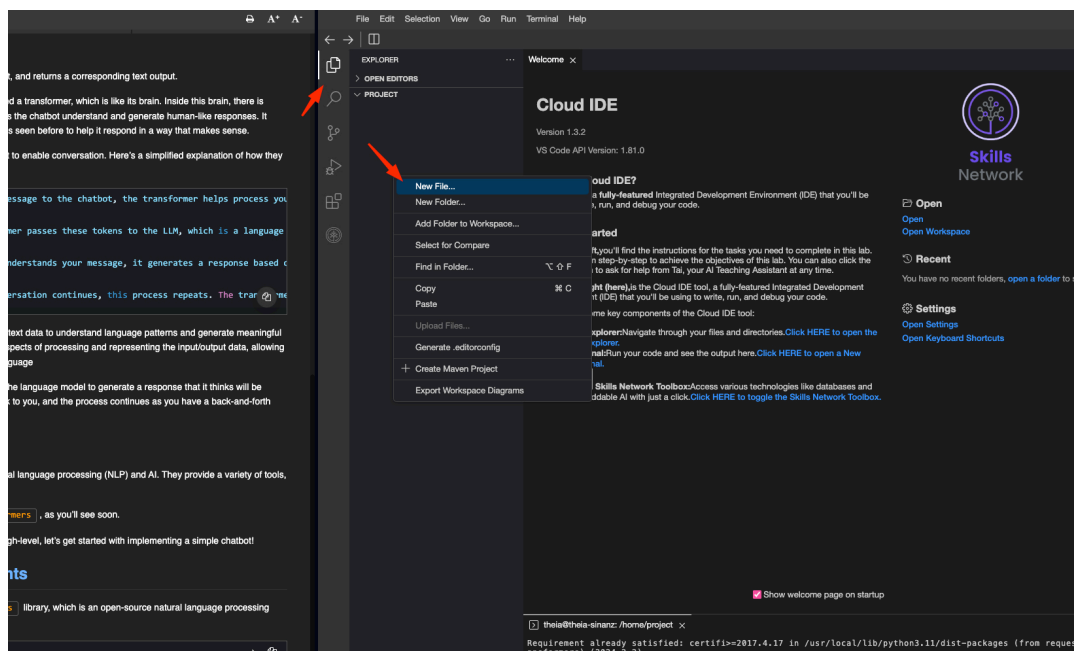 A+ A-
t, and returns a corresponding text output.
d a transformer, which is like its brain. Inside this brain, there is
s the chatbot understand and generate human-like responses. It
s seen before to help it respond in a way that makes sense.
t to enable conversation. Here's a simplified explanation of how they
essage to the chatbot, the transformer helps process you
mer passes these tokens to the LLM, which is a language
nderstands your message, it generates a response based o
ersation continues, this process repeats. The tran me
text data to understand language patterns and generate meaningful
spects of processing and representing the input/output data, allowing
guage
he language model to generate a response that it thinks will be
k to you, and the process continues as you have a back-and-forth
al language processing (NLP) and AI. They provide a variety of tools,
rmers , as you'll see soon.
gh-level, let's get started with implementing a simple chatbot!
nts
s library, which is an open-source natural language processing
File Edit Selection View Go Run Terminal Help
EXPLORER ...
OPEN EDITORS
PROJECT
New File...
New Folder...
Add Folder to Workspace...
Select for Compare
Find in Folder... ⌥⇧F
Copy ⌘C
Paste
Upload Files...
Generate .editorconfig
Create Maven Project
Export Workspace Diagrams
Welcome ×
Cloud IDE
Version 1.3.2
VS Code API Version: 1.81.0
oud IDE?
a fully-featured Integrated Development Environment (IDE) that you'll be
, run, and debug your code.
arted
ft,you'll find the instructions for the tasks you need to complete in this lab.
m step-by-step to achieve the objectives of this lab. You can also click the
to ask for help from Tai, your AI Teaching Assistant at any time.
ght (here),is the Cloud IDE tool, a fully-featured Integrated Development
nt (IDE) that you'll be using to write, run, and debug your code.
me key components of the Cloud IDE tool:
xplorer:Navigate through your files and directories.Click HERE to open the
xplorer.
nal:Run your code and see the output here.Click HERE to open a New
nal.
Skills Network Toolbox:Access various technologies like databases and
ddable AI with just a click.Click HERE to toggle the Skills Network Toolbox.
Skills
Network
Open
Open
Open Workspace
Recent
You have no recent folders, open a folder to s
Settings
Open Settings
Open Keyboard Shortcuts
Show welcome page on startup
theia@theia-sinanz: /home/project ×
Requirement already satisfied: certifi>=2017.4.17 in /usr/local/lib/python3.11/dist-packages (from reques